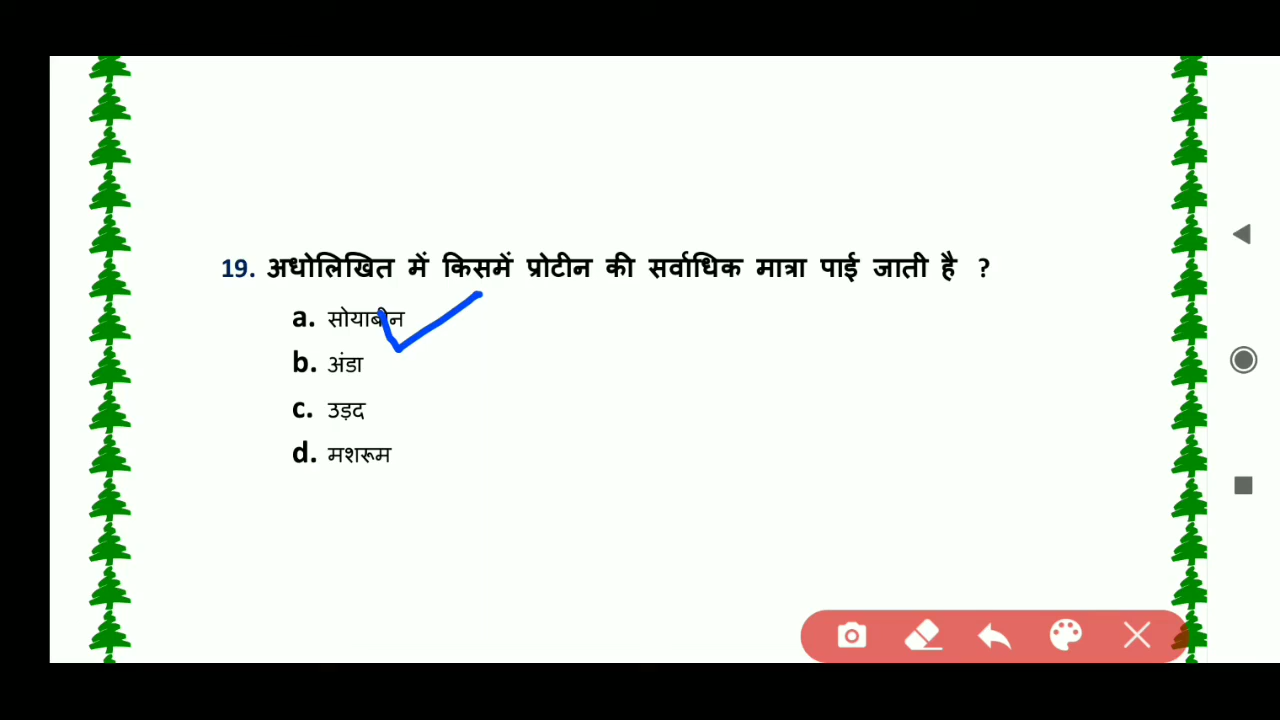 19. अधोलिखित में किसमें प्रोटीन की सर्वाधिक मात्रा पाई जाती है ?
a. सोयाबीन
b. अंडा
c. उड़द
d. मशरूम